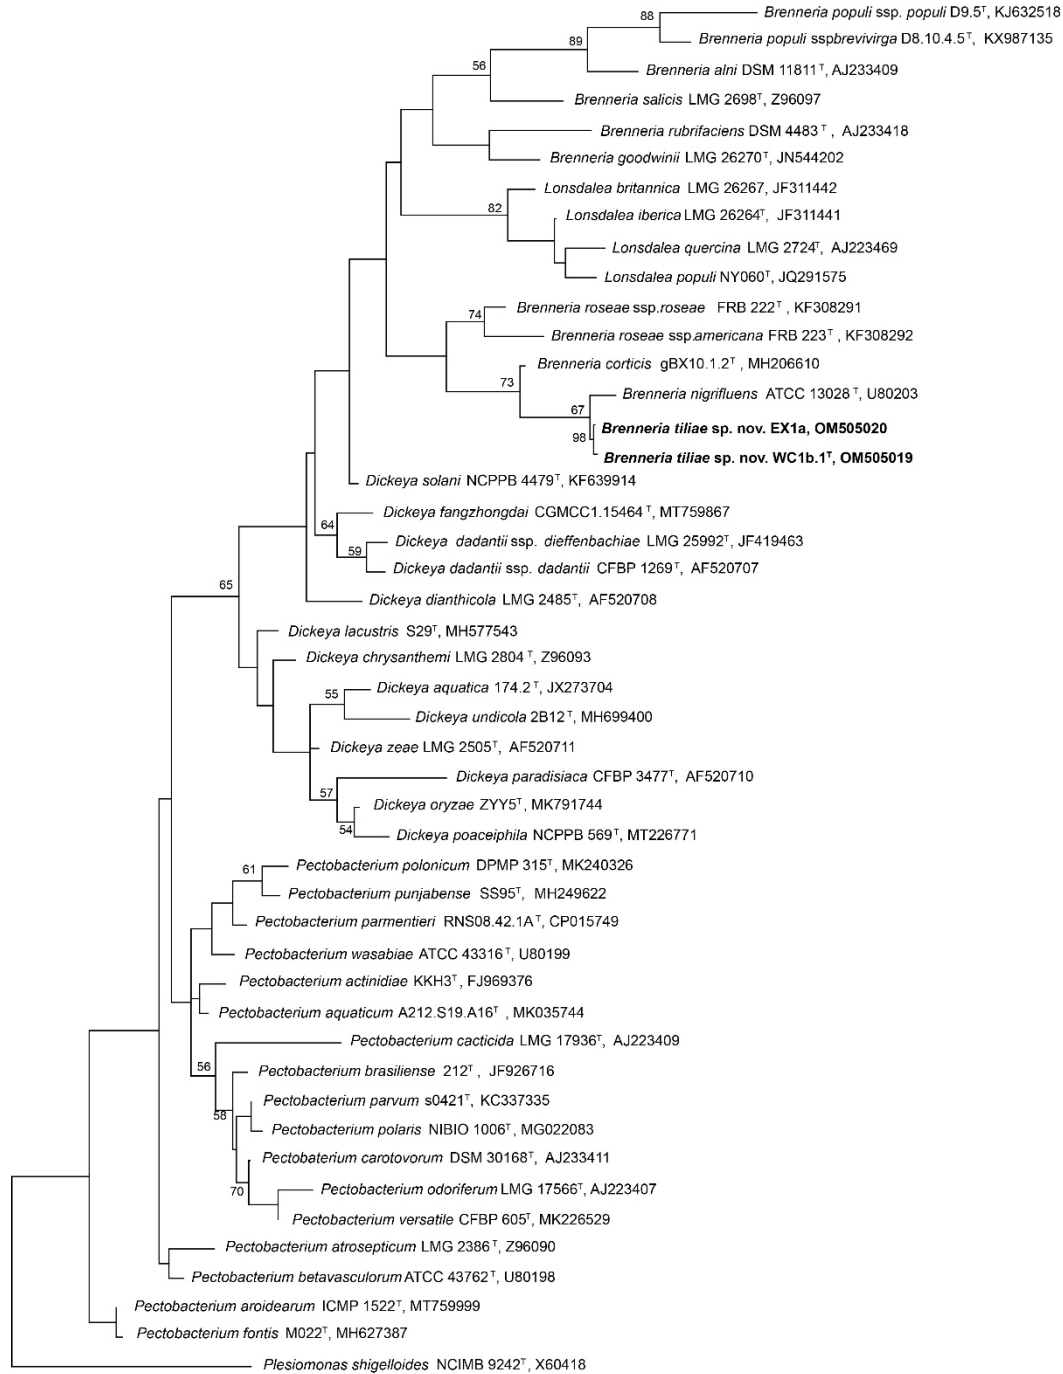 88 Brenneria populi ssp. populi D9.5ᵀ, KJ632518
89 Brenneria populi sspbrevivirga D8.10.4.5ᵀ, KX987135
56 Brenneria alni DSM 11811ᵀ, AJ233409
Brenneria salicis LMG 2698ᵀ, Z96097
Brenneria rubrifaciens DSM 4483 ᵀ , AJ233418
Brenneria goodwinii LMG 26270ᵀ, JN544202
Lonsdalea britannica LMG 26267, JF311442
82 Lonsdalea iberica LMG 26264ᵀ, JF311441
Lonsdalea quercina LMG 2724ᵀ, AJ223469
Lonsdalea populi NY060ᵀ, JQ291575
Brenneria roseae ssp.roseae FRB 222ᵀ , KF308291
74 Brenneria roseae ssp.americana FRB 223ᵀ , KF308292
Brenneria corticis gBX10.1.2ᵀ , MH206610
73 Brenneria nigrifluens ATCC 13028 ᵀ, U80203
67 Brenneria tiliae sp. nov. EX1a, OM505020
98 Brenneria tiliae sp. nov. WC1b.1ᵀ, OM505019
Dickeya solani NCPPB 4479ᵀ, KF639914
Dickeya fangzhongdai CGMCC1.15464 ᵀ, MT759867
64 Dickeya dadantii ssp. dieffenbachiae LMG 25992ᵀ, JF419463
59 Dickeya dadantii ssp. dadantii CFBP 1269ᵀ, AF520707
65 Dickeya dianthicola LMG 2485ᵀ, AF520708
Dickeya lacustris S29ᵀ, MH577543
Dickeya chrysanthemi LMG 2804 ᵀ, Z96093
55 Dickeya aquatica 174.2ᵀ, JX273704
Dickeya undicola 2B12ᵀ, MH699400
Dickeya zeae LMG 2505ᵀ, AF520711
Dickeya paradisiaca CFBP 3477ᵀ, AF520710
57 Dickeya oryzae ZYY5ᵀ, MK791744
54 Dickeya poaceiphila NCPPB 569ᵀ, MT226771
61 Pectobacterium polonicum DPMP 315ᵀ, MK240326
Pectobacterium punjabense SS95ᵀ, MH249622
Pectobacterium parmentieri RNS08.42.1Aᵀ, CP015749
Pectobacterium wasabiae ATCC 43316ᵀ, U80199
Pectobacterium actinidiae KKH3ᵀ, FJ969376
Pectobacterium aquaticum A212.S19.A16ᵀ , MK035744
Pectobacterium cacticida LMG 17936ᵀ, AJ223409
56 Pectobacterium brasiliense 212ᵀ , JF926716
58 Pectobacterium parvum s0421ᵀ, KC337335
Pectobacterium polaris NIBIO 1006ᵀ, MG022083
Pectobaterium carotovorum DSM 30168ᵀ, AJ233411
70 Pectobacterium odoriferum LMG 17566ᵀ, AJ223407
Pectobacterium versatile CFBP 605ᵀ, MK226529
Pectobacterium atrosepticum LMG 2386ᵀ, Z96090
Pectobacterium betavasculorum ATCC 43762ᵀ, U80198
Pectobacterium aroidearum ICMP 1522ᵀ, MT759999
Pectobacterium fontis M022ᵀ, MH627387
Plesiomonas shigelloides NCIMB 9242ᵀ, X60418